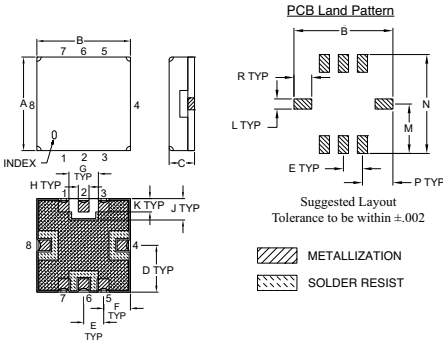 PCB Land Pattern
B
7 6 5
A
8
4
INDEX
1 2 3
C
B
R TYP
L TYP
N
M
E TYP
P TYP
Suggested Layout
Tolerance to be within ±.002
G
TYP
H TYP
1 2 3
K TYP
J TYP
8
4
D TYP
7 6 5
F
TYP
E
TYP
METALLIZATION
SOLDER RESIST